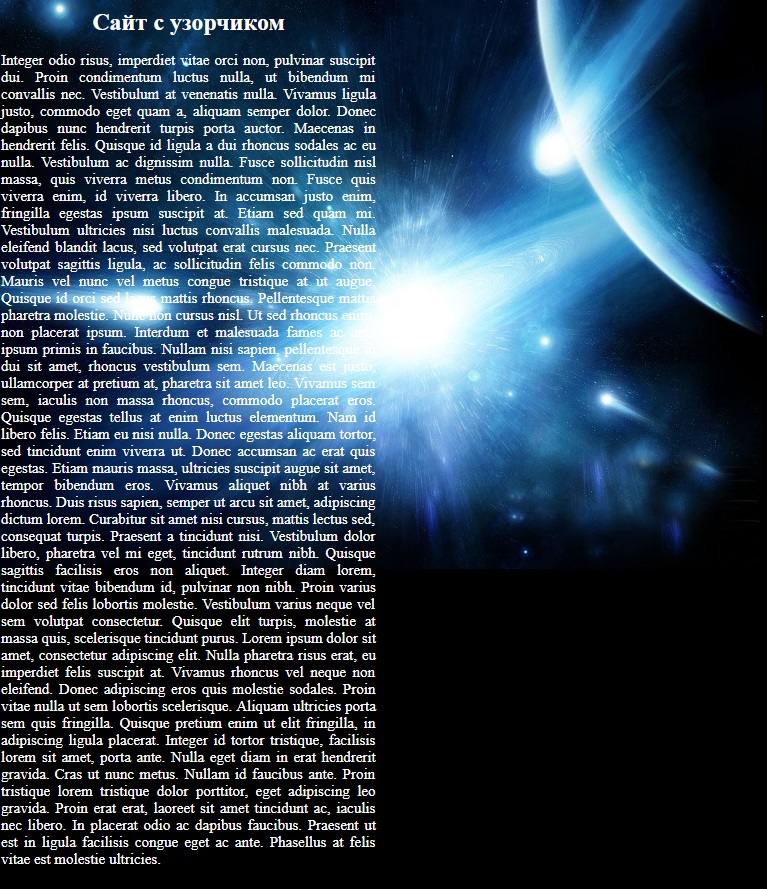 Сайт с узорчиком
Integer odio risus, imperdiet vitae orci non, pulvinar suscipit
dui. Proin condimentum luctus nulla, ut bibendum mi
convallis nec. Vestibulum at venenatis nulla. Vivamus ligula
justo, commodo eget quam a, aliquam semper dolor. Donec
dapibus nunc hendrerit turpis porta auctor. Maecenas in
hendrerit felis. Quisque id ligula a dui rhoncus sodales ac eu
nulla. Vestibulum ac dignissim nulla. Fusce sollicitudin nisl
massa, quis viverra metus condimentum non. Fusce quis
viverra enim, id viverra libero. In accumsan justo enim,
fringilla egestas ipsum suscipit at. Etiam sed quam mi.
Vestibulum ultricies nisi luctus convallis malesuada. Nulla
eleifend blandit lacus, sed volutpat erat cursus nec. Praesent
volutpat sagittis ligula, ac sollicitudin felis commodo non.
Mauris vel nunc vel metus congue tristique at ut augue.
Quisque id orci sed lacus mattis rhoncus. Pellentesque mattis
pharetra molestie. Nunc non cursus nisl. Ut sed rhoncus enim,
non placerat ipsum. Interdum et malesuada fames ac ante
ipsum primis in faucibus. Nullam nisi sapien, pellentesque
dui sit amet, rhoncus vestibulum sem. Maecenas est justo,
ullamcorper at pretium at, pharetra sit amet leo. Vivamus sem
sem, iaculis non massa rhoncus, commodo placerat eros.
Quisque egestas tellus at enim luctus elementum. Nam id
libero felis. Etiam eu nisi nulla. Donec egestas aliquam tortor,
sed tincidunt enim viverra ut. Donec accumsan ac erat quis
egestas. Etiam mauris massa, ultricies suscipit augue sit amet,
tempor bibendum eros. Vivamus aliquet nibh at varius
rhoncus. Duis risus sapien, semper ut arcu sit amet, adipiscing
dictum lorem. Curabitur sit amet nisi cursus, mattis lectus sed,
consequat turpis. Praesent a tincidunt nisi. Vestibulum dolor
libero, pharetra vel mi eget, tincidunt rutrum nibh. Quisque
sagittis facilisis eros non aliquet. Integer diam lorem,
tincidunt vitae bibendum id, pulvinar non nibh. Proin varius
dolor sed felis lobortis molestie. Vestibulum varius neque vel
sem volutpat consectetur. Quisque elit turpis, molestie at
massa quis, scelerisque tincidunt purus. Lorem ipsum dolor sit
amet, consectetur adipiscing elit. Nulla pharetra risus erat, eu
imperdiet felis suscipit at. Vivamus rhoncus vel neque non
eleifend. Donec adipiscing eros quis molestie sodales. Proin
vitae nulla ut sem lobortis scelerisque. Aliquam ultricies porta
sem quis fringilla. Quisque pretium enim ut elit fringilla, in
adipiscing ligula placerat. Integer id tortor tristique, facilisis
lorem sit amet, porta ante. Nulla eget diam in erat hendrerit
gravida. Cras ut nunc metus. Nullam id faucibus ante. Proin
tristique lorem tristique dolor porttitor, eget adipiscing leo
gravida. Proin erat erat, laoreet sit amet tincidunt ac, iaculis
nec libero. In placerat odio ac dapibus faucibus. Praesent ut
est in ligula facilisis congue eget ac ante. Phasellus at felis
vitae est molestie ultricies.